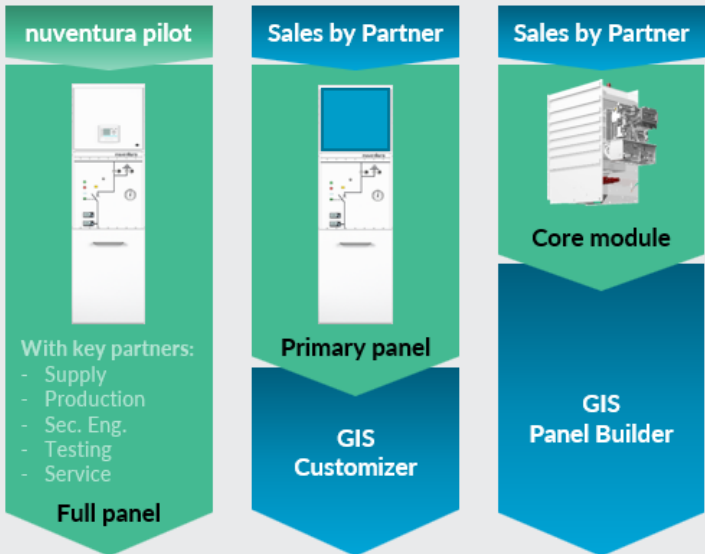 nuventura pilot
With key partners:
- Supply
- Production
- Sec. Eng.
- Testing
- Service
Full panel
Sales by Partner
nuventura
Primary panel
GIS
Customizer
Sales by Partner
Core module
GIS
Panel Builder